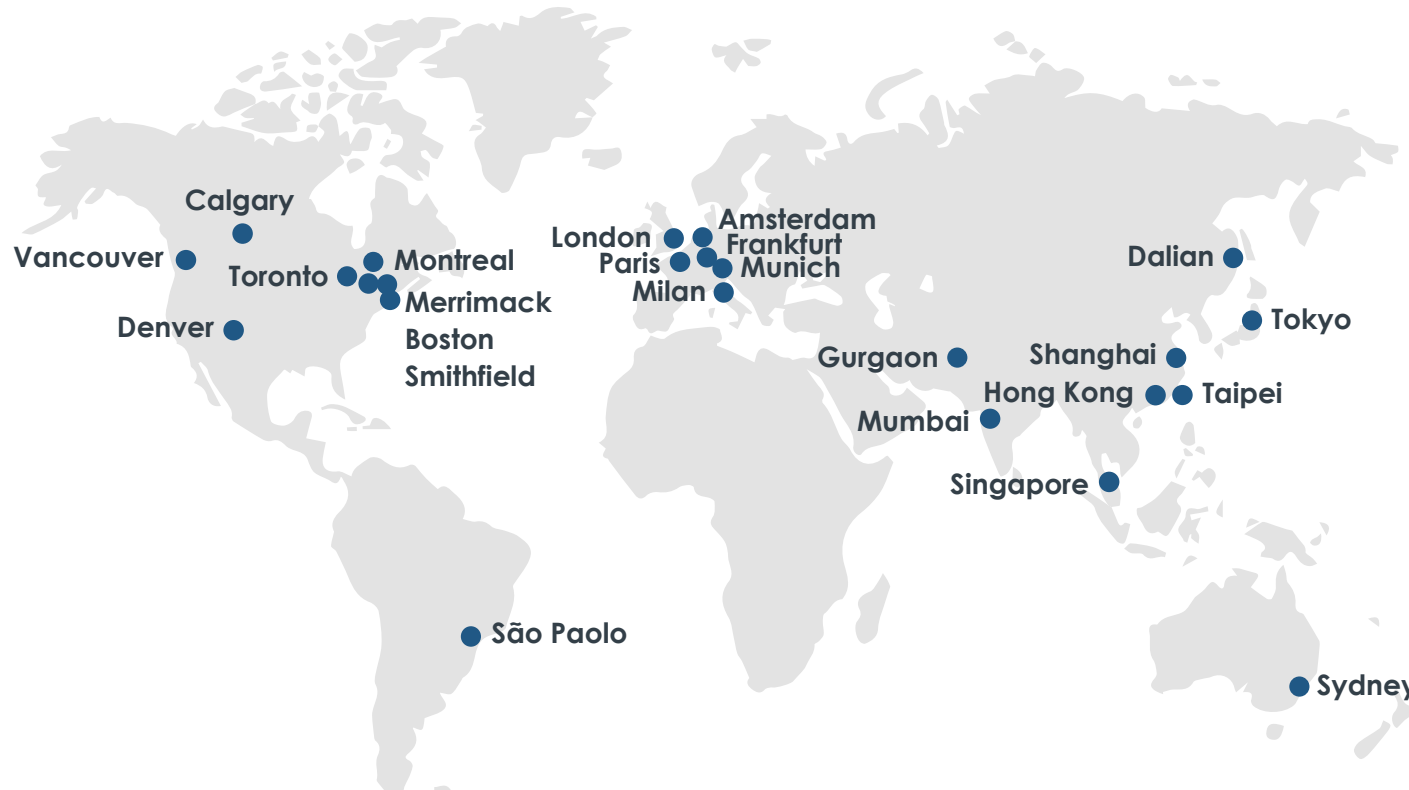 Calgary
Vancouver
Toronto
Montreal
Denver
Merrimack
Boston
Smithfield
London
Amsterdam
Frankfurt
Paris
Munich
Milan
Dalian
Tokyo
Gurgaon
Shanghai
Hong Kong
Taipei
Mumbai
Singapore
São Paolo
Sydney